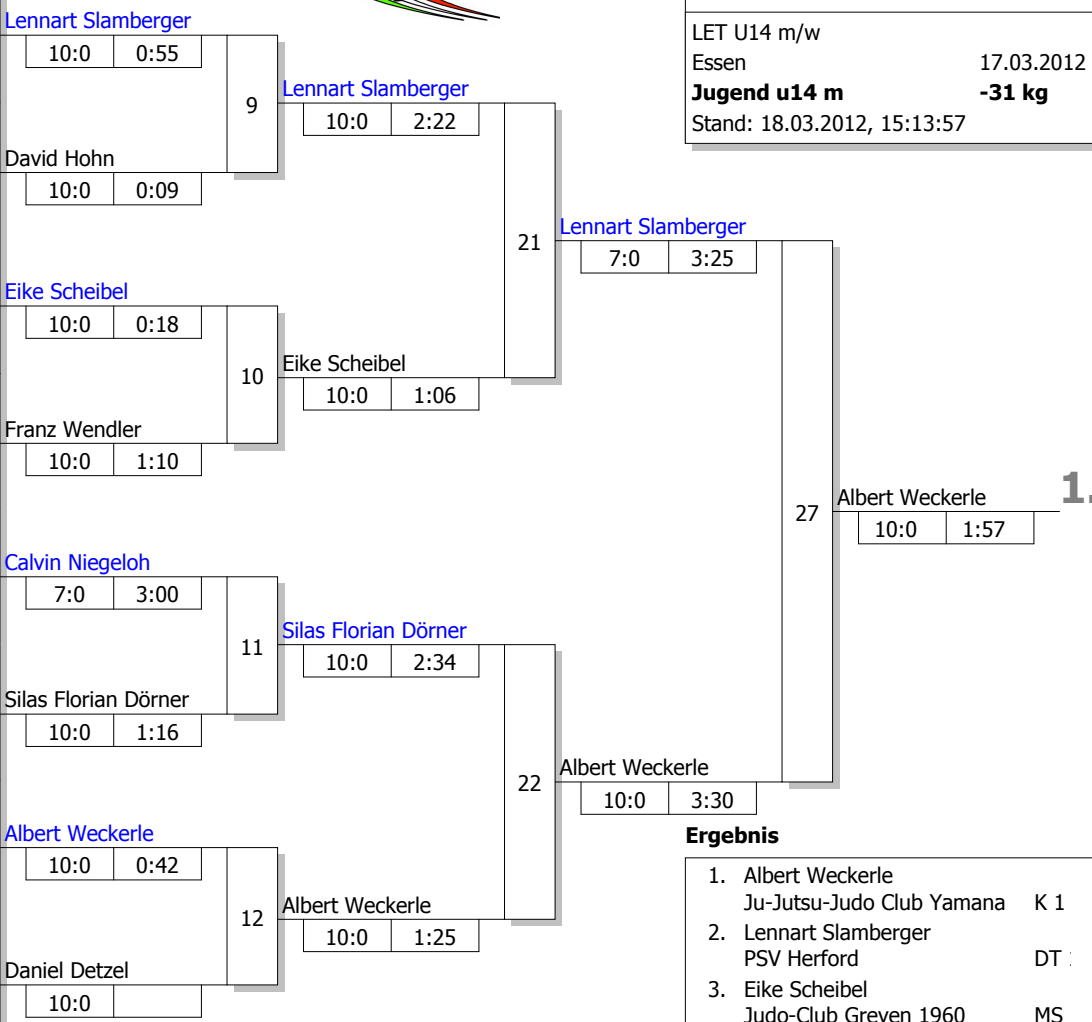 Lennart Slamberger
10:0 0:55
9
David Hohn
10:0 0:09
Eike Scheibel
10:0 0:18
10
Franz Wendler
10:0 1:10
Calvin Niegeloh
7:0 3:00
11
Silas Florian Dörner
10:0 1:16
Albert Weckerle
10:0 0:42
12
Daniel Detzel
10:0
Lennart Slamberger
10:0 2:22
21
Eike Scheibel
10:0 1:06
Silas Florian Dörner
10:0 2:34
22
Albert Weckerle
10:0 1:25
Lennart Slamberger
7:0 3:25
27
Albert Weckerle
10:0 3:30
Albert Weckerle 1.
10:0 1:57
LET U14 m/w
Essen 17.03.2012
Jugend u14 m -31 kg
Stand: 18.03.2012, 15:13:57
Ergebnis
1. Albert Weckerle
Ju-Jutsu-Judo Club Yamana K 1
2. Lennart Slamberger
PSV Herford DT
3. Eike Scheibel
Judo-Club Greven 1960 MS